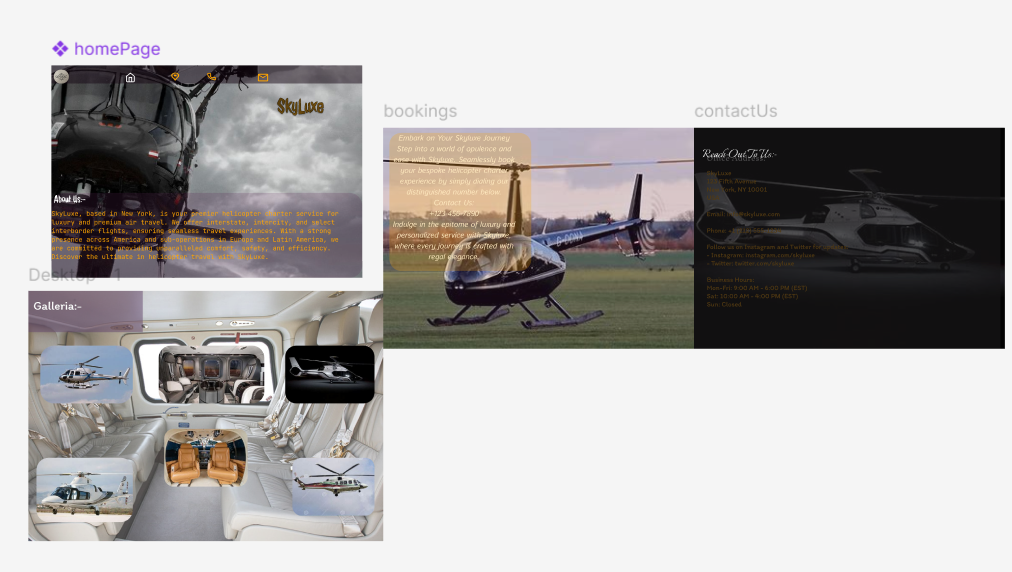 homePage
SkyLuxe
About Us:-
SkyLuxe, based in New York, is your premier helicopter charter service for
luxury and premium air travel. We offer interstate, intercity, and select
interborder flights, ensuring seamless travel experiences. With a strong
presence across America and sub-operations in Europe and Latin America, we
are committed to providing unparalleled comfort, safety, and efficiency.
Discover the ultimate in helicopter travel with SkyLuxe.
Desktop - 1
Galleria:-
bookings
Embark on Your Skyluxe Journey
Step into a world of opulence and
ease with Skyluxe. Seamlessly book
your bespoke helicopter charter
experience by simply dialing our
distinguished number below.
Contact Us:
+123 456 7890
Indulge in the epitome of luxury and
personalized service with Skyluxe,
where every journey is crafted with
regal elegance.
G-OONY
contactUs
Reach Out To Us:-
SkyLuxe
Avenue
York, NY 10001
Email: @skyluxe.com
Phone:
Follow us on Instagram and Twitter for
- Instagram: instagram.com/skyluxe
- Twitter: twitter.com/skyluxe
Business Hours:
Mon-Fri: 9:00 AM - 6:00 PM (EST)
Sat: 10:00 AM - 4:00 PM (EST)
Sun: Closed